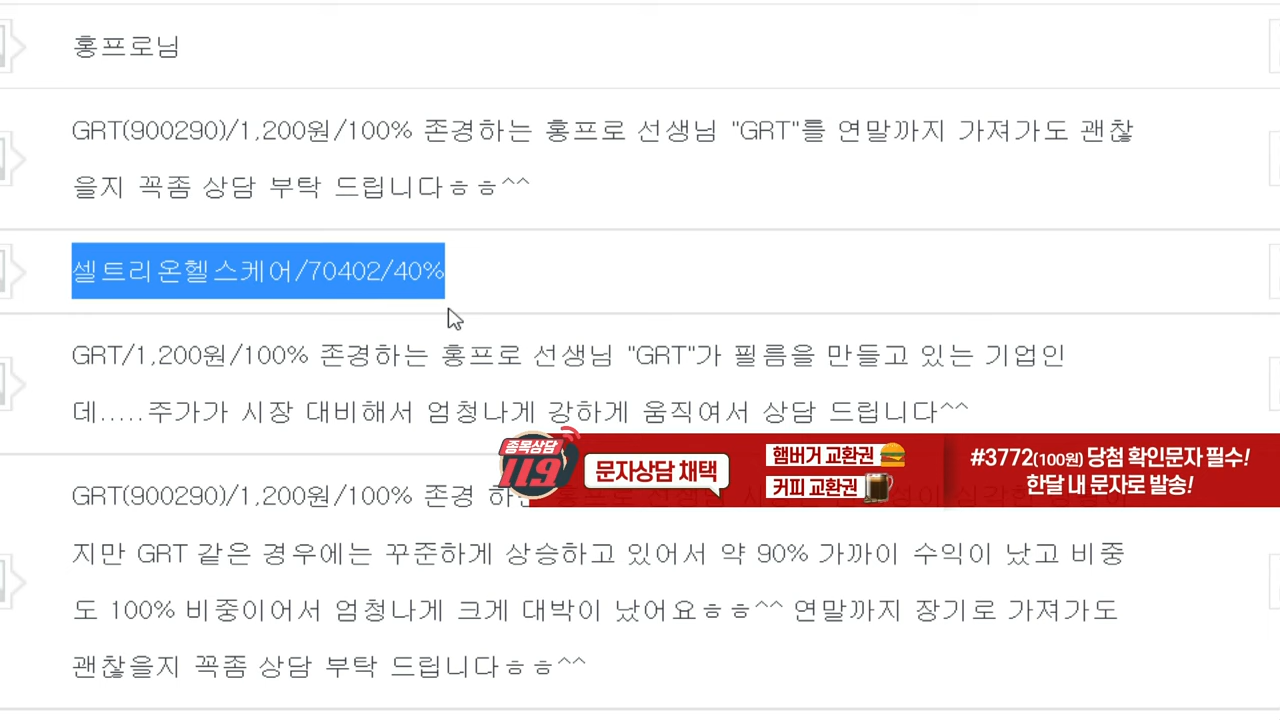 홍프로님
GRT(900290)/1,200원/100% 존경하는 홍프로 선생님 "GRT"를 연말까지 가져가도 괜찮
을지 꼭좀 상담 부탁 드립니다ㅎㅎ^^
셀트리온헬스케어/70402/40%
GRT/1,200원/100% 존경하는 홍프로 선생님 "GRT"가 필름을 만들고 있는 기업인
데.....주가가 시장 대비해서 엄청나게 강하게 움직여서 상담 드립니다^^
종목상담
119
문자상담 채택
햄버거 교환권
커피 교환권
#3772(100원) 당첨 확인문자 필수!
한달 내 문자로 발송!
GRT(900290)/1,200원/100% 존경
지만 GRT 같은 경우에는 꾸준하게 상승하고 있어서 약 90% 가까이 수익이 났고 비중
도 100% 비중이어서 엄청나게 크게 대박이 났어요ㅎㅎ^^ 연말까지 장기로 가져가도
괜찮을지 꼭좀 상담 부탁 드립니다ㅎㅎ^^